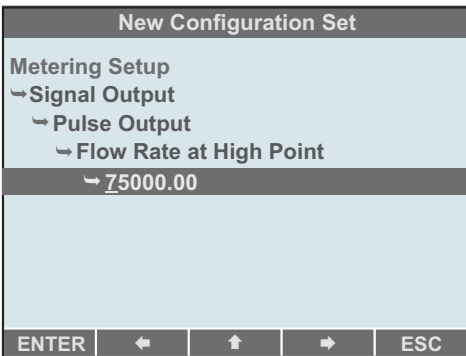 New Configuration Set
Metering Setup
➥Signal Output
➥Pulse Output
➥Flow Rate at High Point
➥75000.00
ENTER ← ↑ → ESC